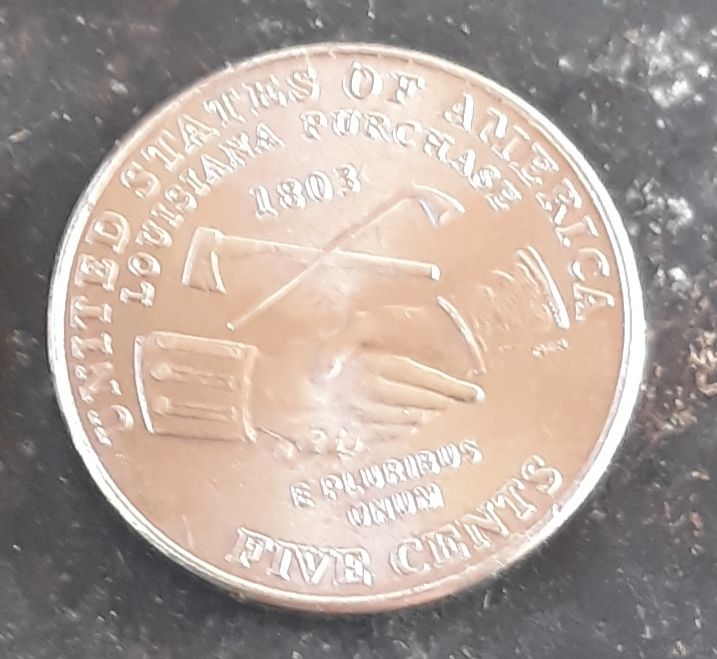 UNITED STATES OF AMERICA
LOUISIANA PURCHASE
1803
E PLURIBUS
UNUM
FIVE CENTS